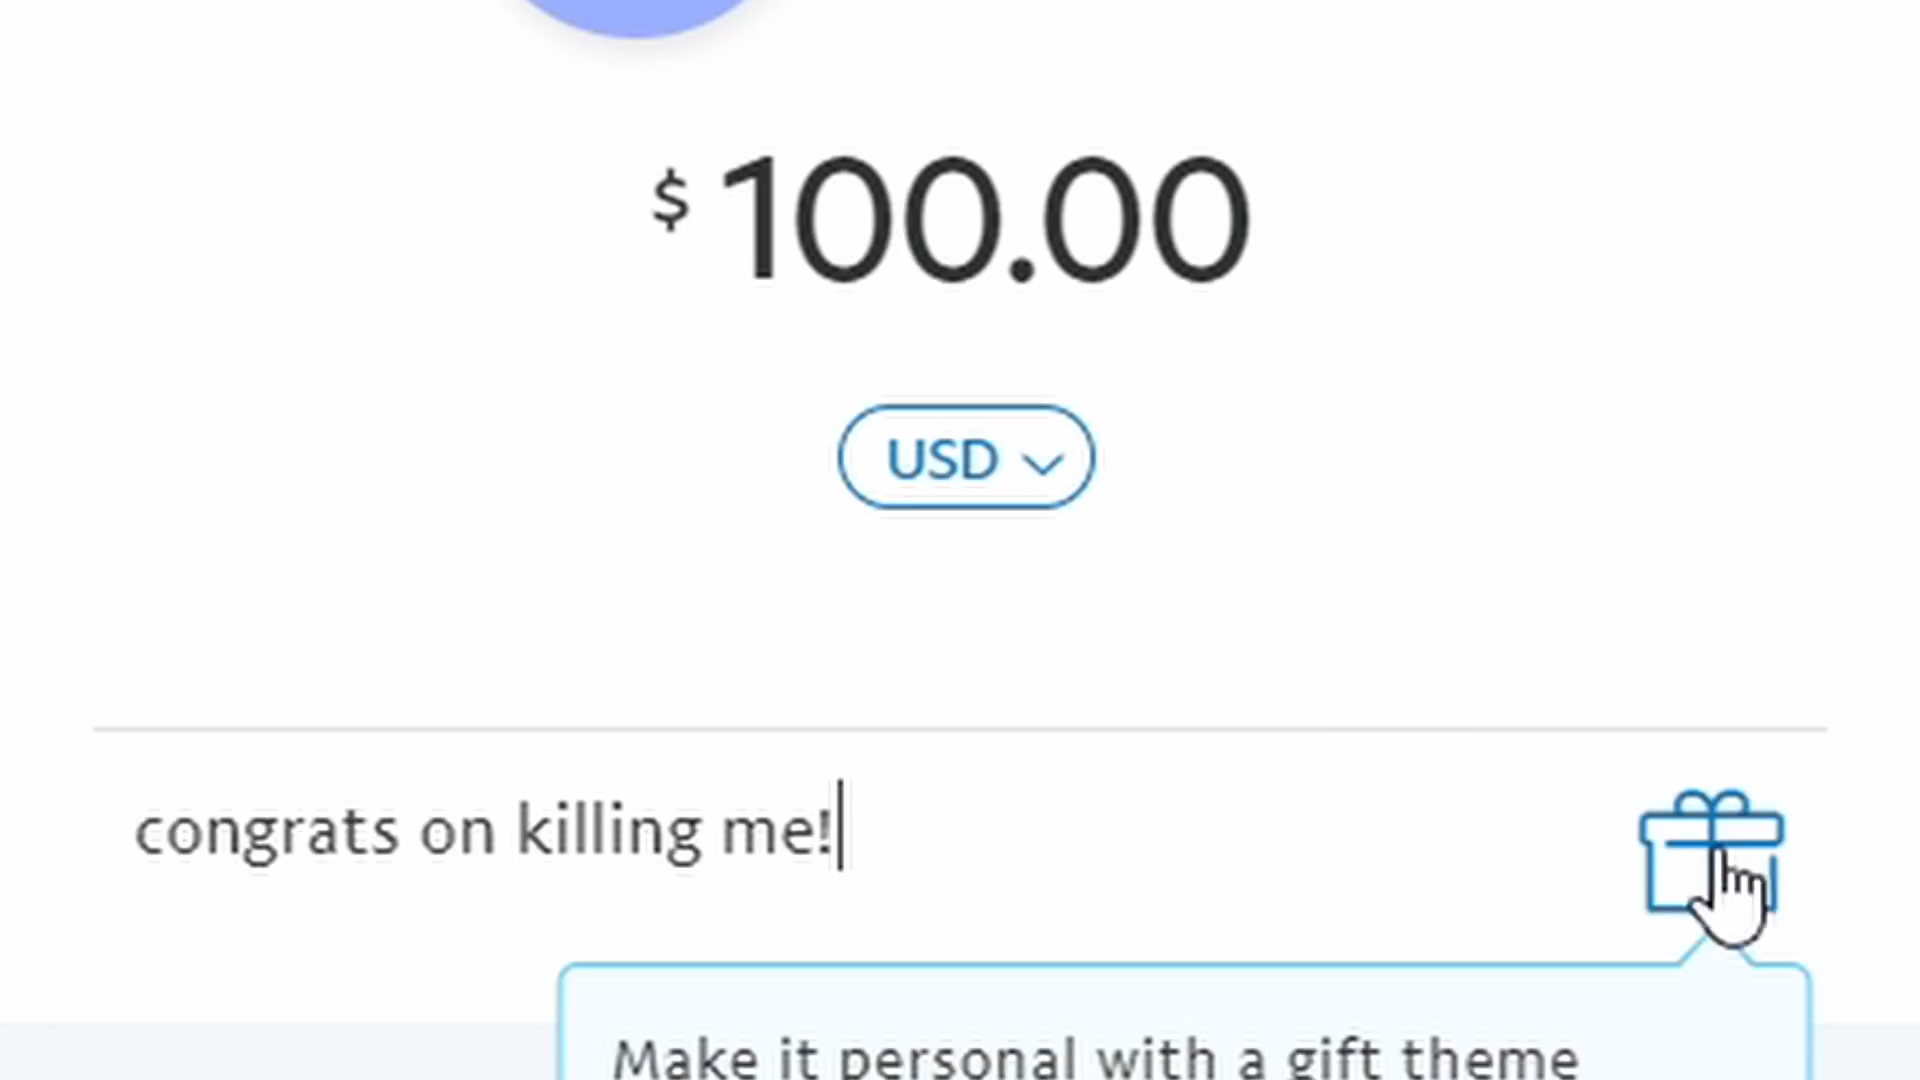 $ 100.00
USD
congrats on killing me!
Make it personal with a gift theme